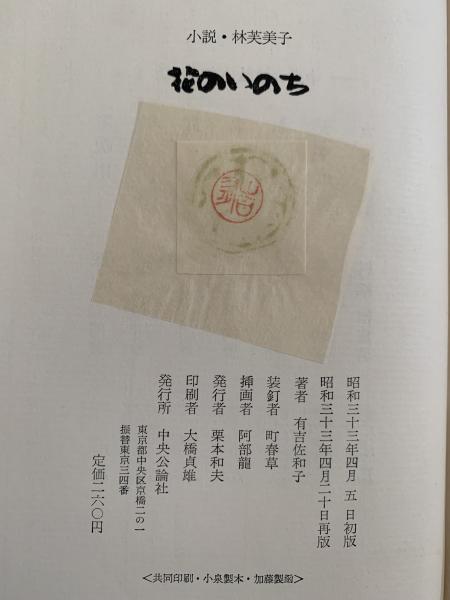 小説・林芙美子
花のいのち
昭和三十三年四月 五 日初版
昭和三十三年四月二十日再版
著者 有吉佐和子
装釘者 町春草
挿画者 阿部龍
発行者 栗本和夫
印刷者 大橋貞雄
発行所 中央公論社
東京都中央区京橋二の一
振替東京三四番
定価二六〇円
＜共同印刷・小泉製本・加藤製凾＞